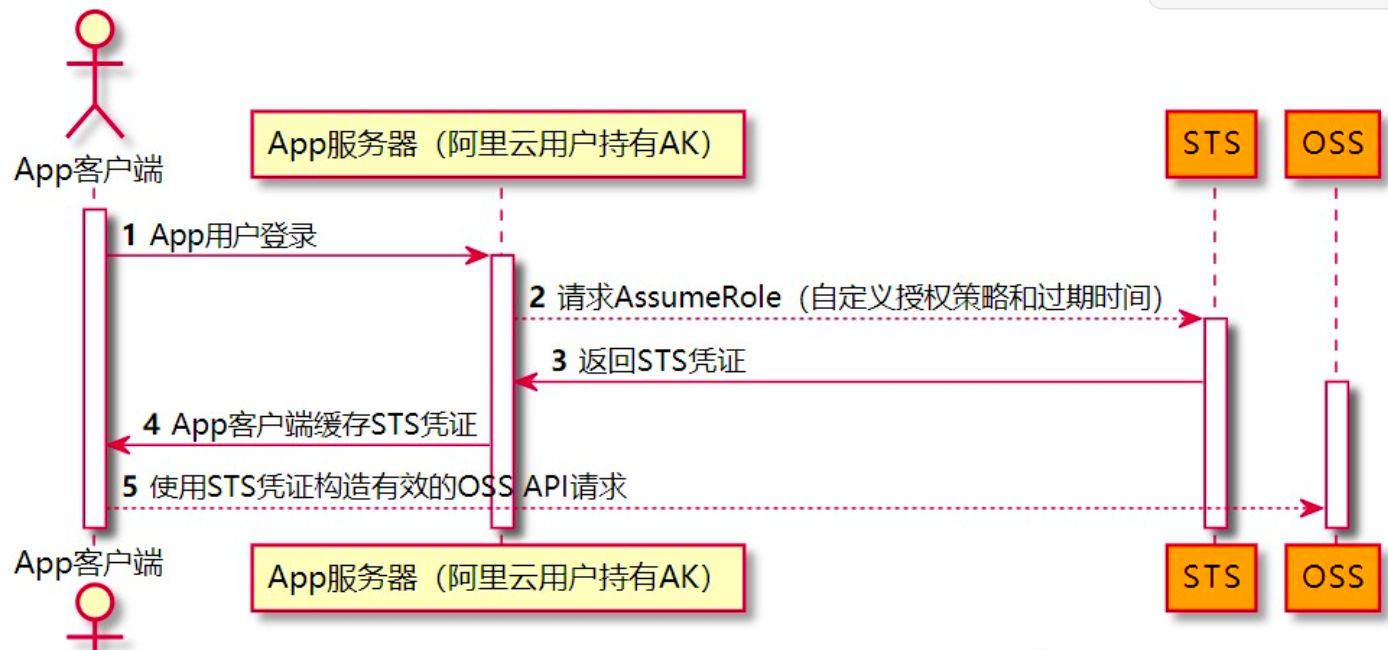 App客户端
App服务器（阿里云用户持有AK）
STS
OSS
1 App用户登录
2 请求AssumeRole（自定义授权策略和过期时间）
3 返回STS凭证
4 App客户端缓存STS凭证
5 使用STS凭证构造有效的OSS API请求
App客户端
App服务器（阿里云用户持有AK）
STS
OSS